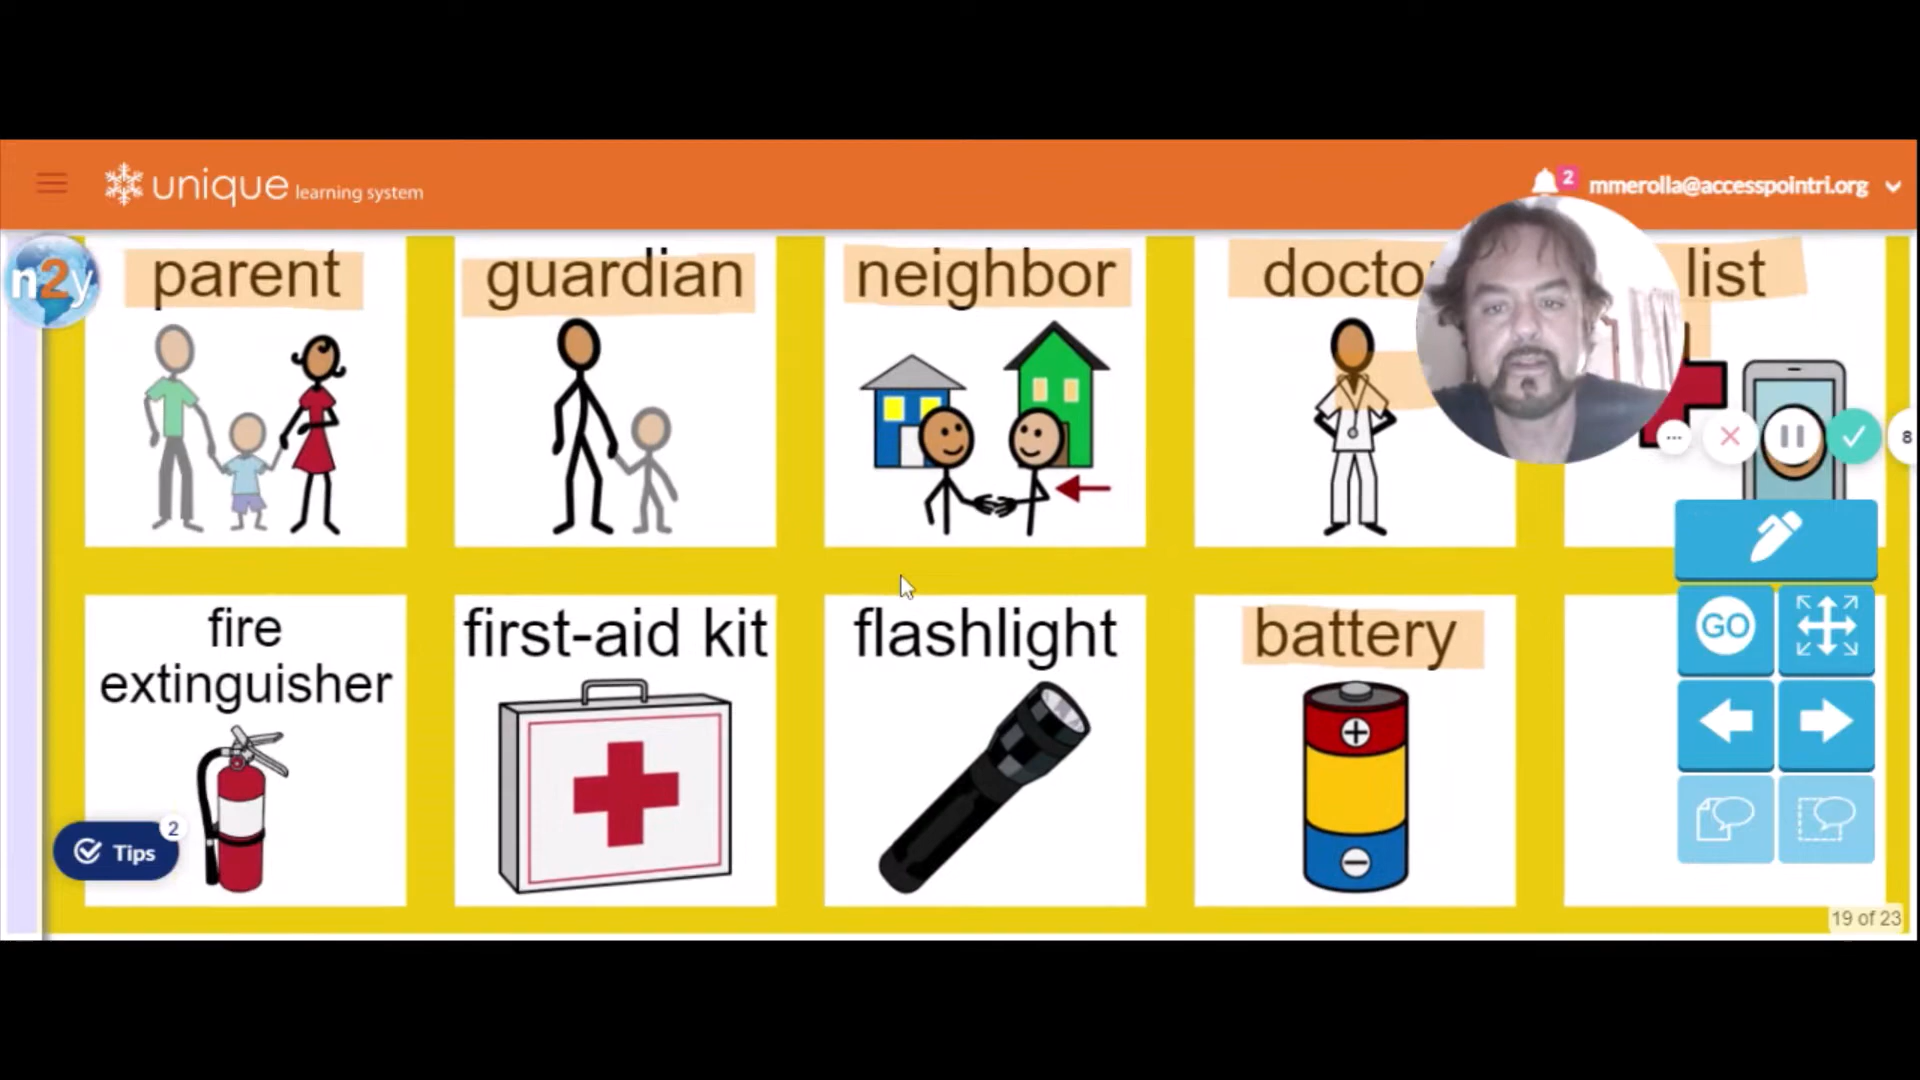 unique learning system
2
mmerolla@accesspointri.org
n2y
parent
guardian
neighbor
list
fire
extinguisher
first-aid kit
flashlight
battery
GO
2
Tips
8
19 of 23